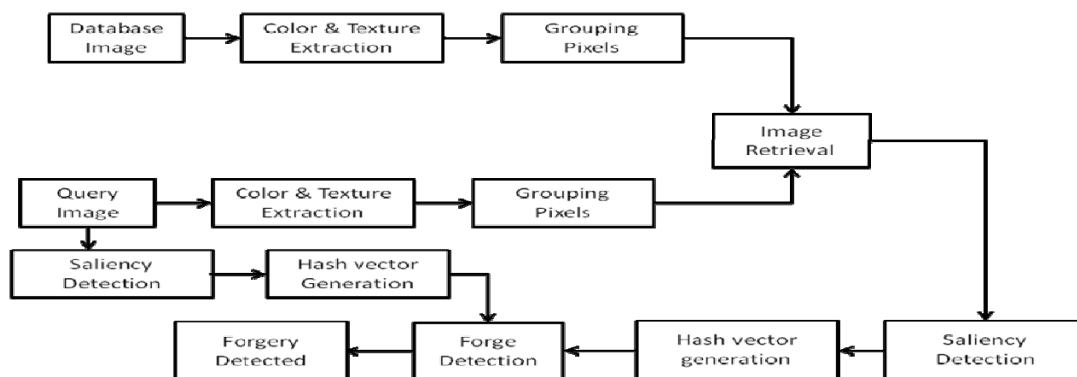 Database
Image
Color & Texture
Extraction
Grouping
Pixels
Image
Retrieval
Query
Image
Color & Texture
Extraction
Grouping
Pixels
Saliency
Detection
Hash vector
Generation
Forgery
Detected
Forge
Detection
Hash vector
generation
Saliency
Detection